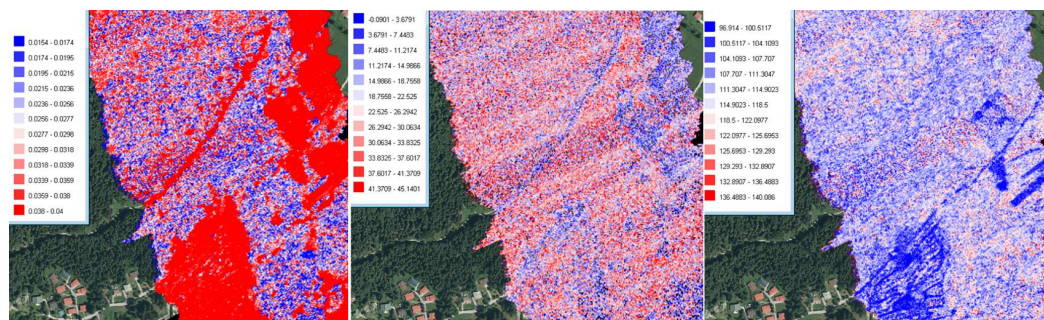 0.0154 - 0.0174
0.0174 - 0.0195
0.0195 - 0.0215
0.0215 - 0.0236
0.0236 - 0.0256
0.0256 - 0.0277
0.0277 - 0.0298
0.0298 - 0.0318
0.0318 - 0.0339
0.0339 - 0.0359
0.0359 - 0.038
0.038 - 0.04
-0.0901 - 3.6791
3.6791 - 7.4483
7.4483 - 11.2174
11.2174 - 14.9866
14.9866 - 18.7558
18.7558 - 22.525
22.525 - 26.2942
26.2942 - 30.0634
30.0634 - 33.8325
33.8325 - 37.6017
37.6017 - 41.3709
41.3709 - 45.1401
96.914 - 100.5117
100.5117 - 104.1093
104.1093 - 107.707
107.707 - 111.3047
111.3047 - 114.9023
114.9023 - 118.5
118.5 - 122.0977
122.0977 - 125.6953
125.6953 - 129.293
129.293 - 132.8907
132.8907 - 136.4883
136.4883 - 140.086